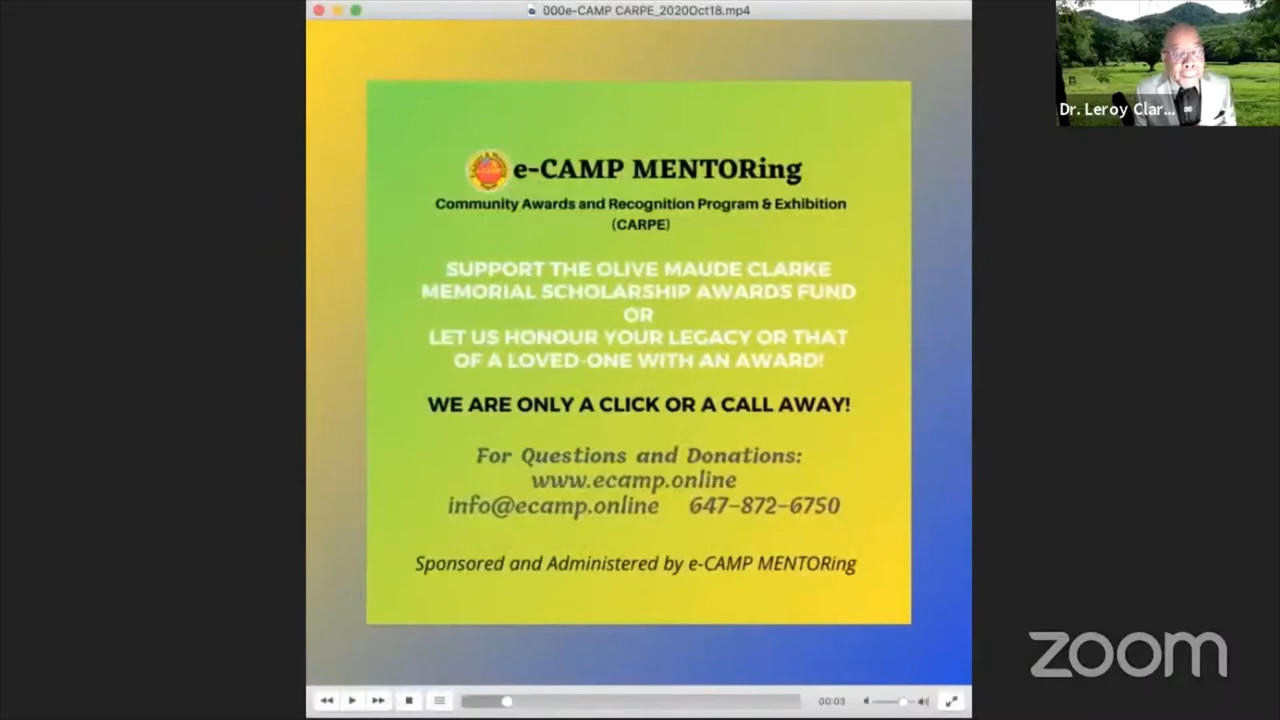 000e-CAMP CARPE_2020Oct18.mp4
Dr. Leroy Clar...
e-CAMP MENTORing
Community Awards and Recognition Program & Exhibition
(CARPE)
SUPPORT THE OLIVE MAUDE CLARKE
MEMORIAL SCHOLARSHIP AWARDS FUND
OR
LET US HONOUR YOUR LEGACY OR THAT
OF A LOVED-ONE WITH AN AWARD!
WE ARE ONLY A CLICK OR A CALL AWAY!
For Questions and Donations:
www.ecamp.online
info@ecamp.online 647-872-6750
Sponsored and Administered by e-CAMP MENTORing
00:03
zoom